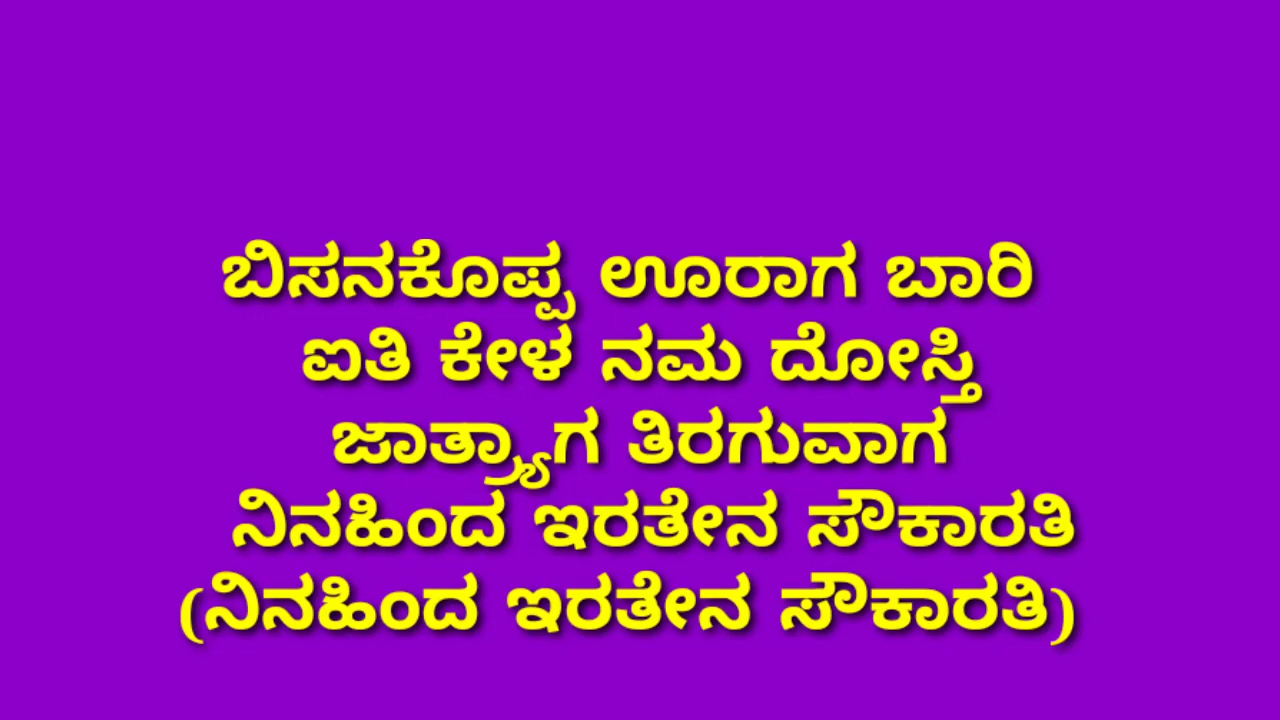 ಬಿಸನಕೊಪ್ಪ ಊರಾಗ ಬಾರಿ
ಐತಿ ಕೇಳ ನಮ ದೋಸ್ತಿ
ಜಾತ್ರ್ಯಾಗ ತಿರಗುವಾಗ
ನಿನಹಿಂದ ಇರತೇನ ಸೌಕಾರತಿ
(ನಿನಹಿಂದ ಇರತೇನ ಸೌಕಾರತಿ)